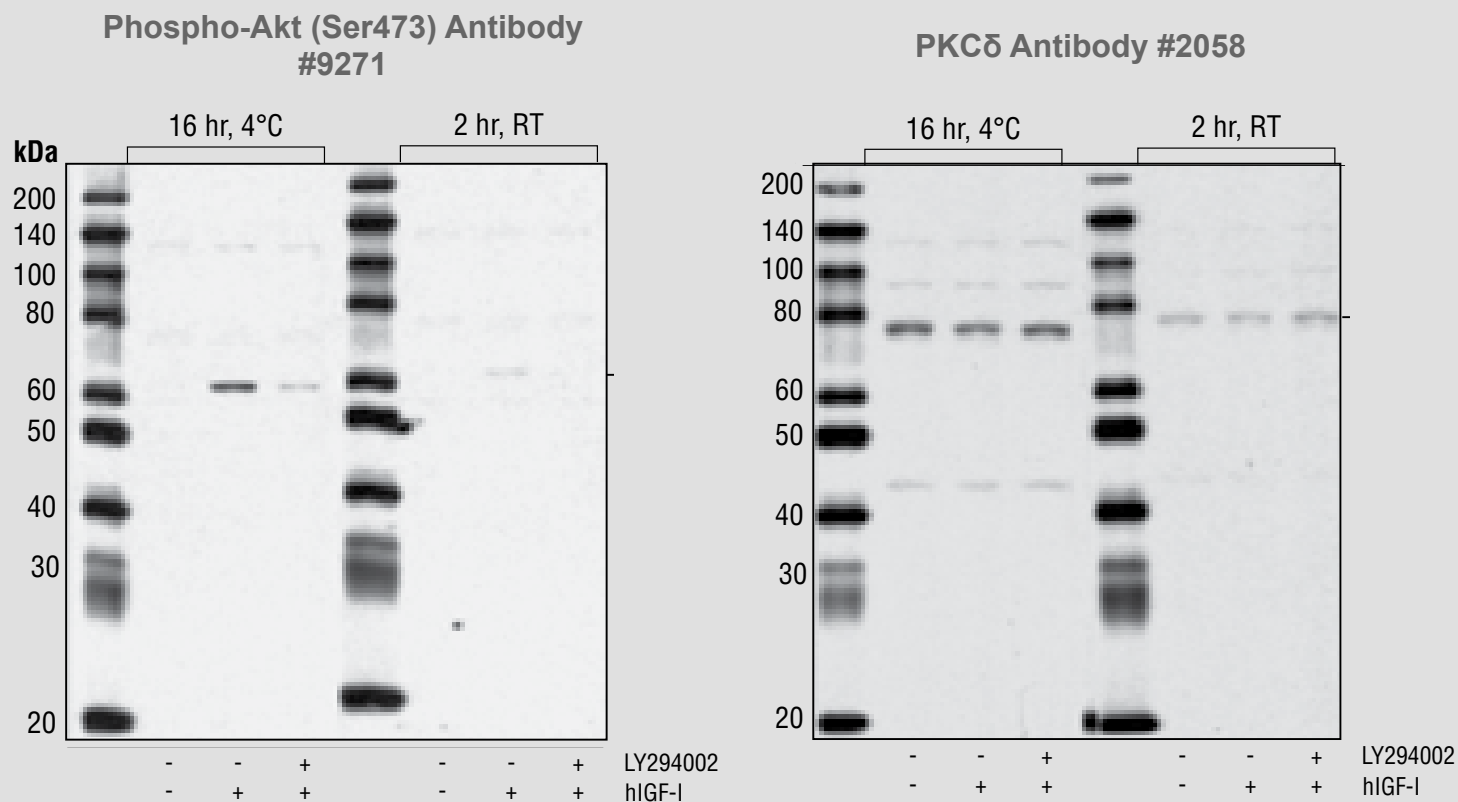 Phospho-Akt (Ser473) Antibody
#9271
16 hr, 4°C
2 hr, RT
kDa
200
140
100
80
60
50
40
30
20
- - + - - + LY294002
- + + - + + hIGF-I
PKCδ Antibody #2058
16 hr, 4°C
2 hr, RT
200
140
100
80
60
50
40
30
20
- - + - - + LY294002
- + + - + + hIGF-I